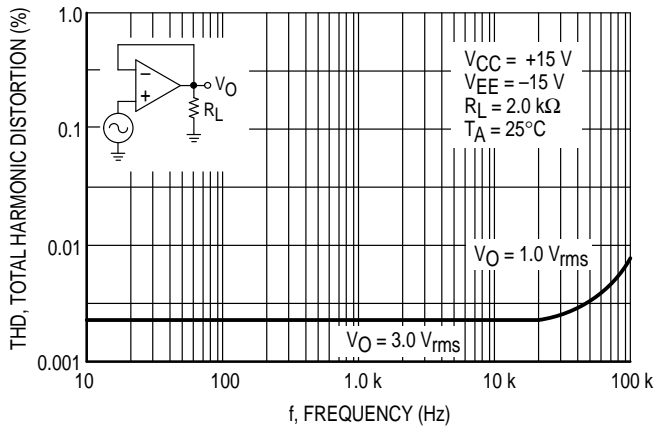 THD, TOTAL HARMONIC DISTORTION (%)
1.0
0.1
0.01
0.001
−
+
VO
RL
VCC = +15 V
VEE = –15 V
RL = 2.0 kΩ
TA = 25°C
VO = 1.0 Vrms
VO = 3.0 Vrms
10
100
1.0 k
10 k
100 k
f, FREQUENCY (Hz)